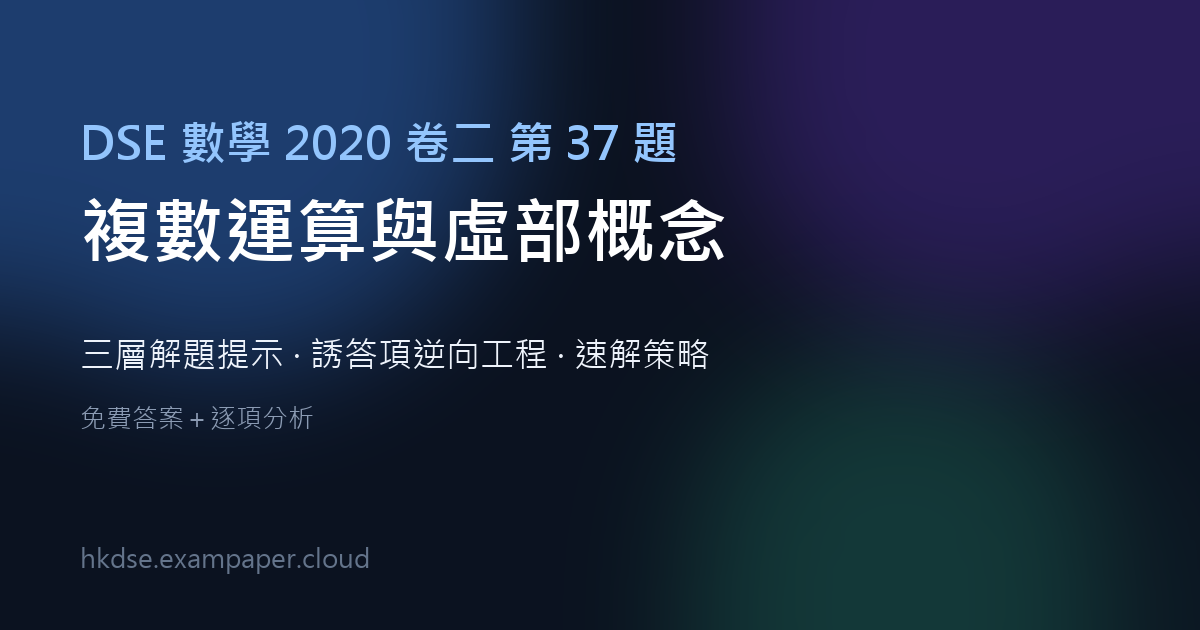 DSE 數學 2020 卷二 第 37 題
複數運算與虛部概念
三層解題提示 · 誘答項逆向工程 · 速解策略
免費答案 + 逐項分析
hkdse.exampaper.cloud